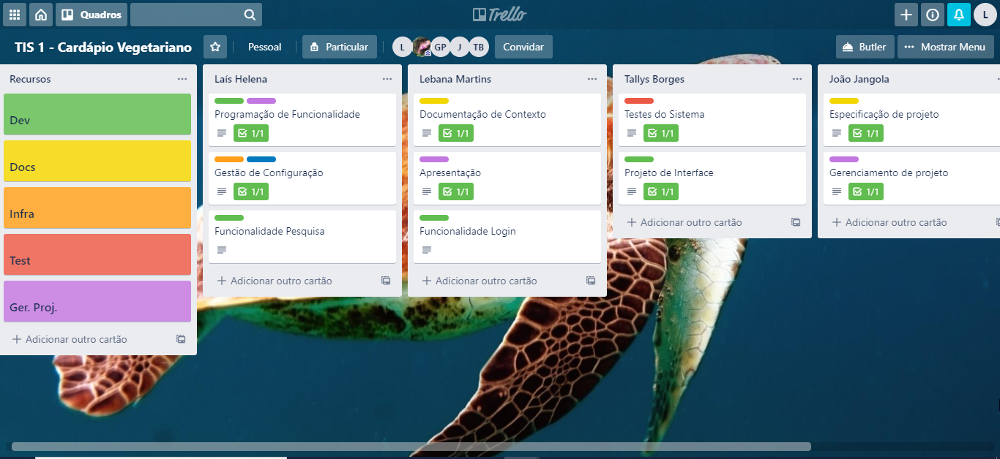 Quadros
Trello
L
TIS 1 - Cardápio Vegetariano
Pessoal
Particular
L
GP
J
TB
Convidar
Butler
Mostrar Menu
Recursos
Dev
Docs
Infra
Test
Ger. Proj.
Adicionar outro cartão
Laís Helena
Programação de Funcionalidade
1/1
Gestão de Configuração
1/1
Funcionalidade Pesquisa
Adicionar outro cartão
Lebana Martins
Documentação de Contexto
1/1
Apresentação
1/1
Funcionalidade Login
Adicionar outro cartão
Tallys Borges
Testes do Sistema
1/1
Projeto de Interface
1/1
Adicionar outro cartão
João Jangola
Especificação de projeto
1/1
Gerenciamento de projeto
1/1
Adicionar outro cartão